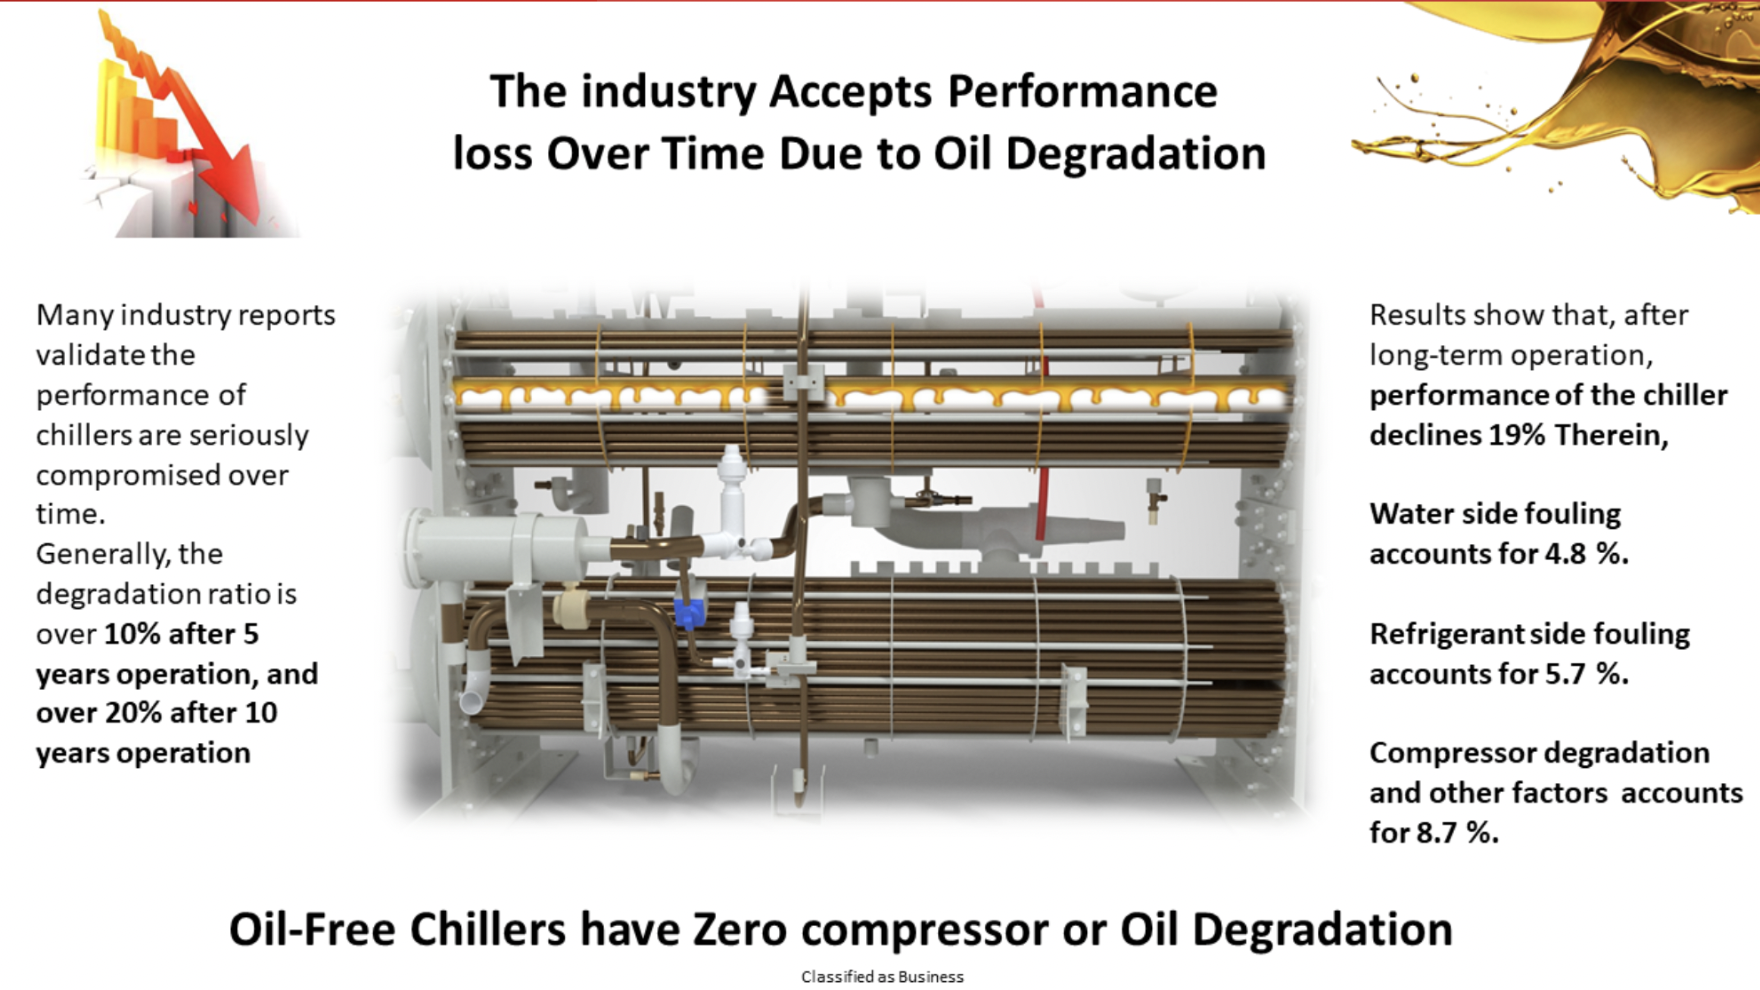 The industry Accepts Performance
loss Over Time Due to Oil Degradation
Many industry reports
validate the
performance of
chillers are seriously
compromised over
time.
Generally, the
degradation ratio is
over 10% after 5
years operation, and
over 20% after 10
years operation
Results show that, after
long-term operation,
performance of the chiller
declines 19% Therein,
Water side fouling
accounts for 4.8 %.
Refrigerant side fouling
accounts for 5.7 %.
Compressor degradation
and other factors  accounts
for 8.7 %.
Oil-Free Chillers have Zero compressor or Oil Degradation
Classified as Business